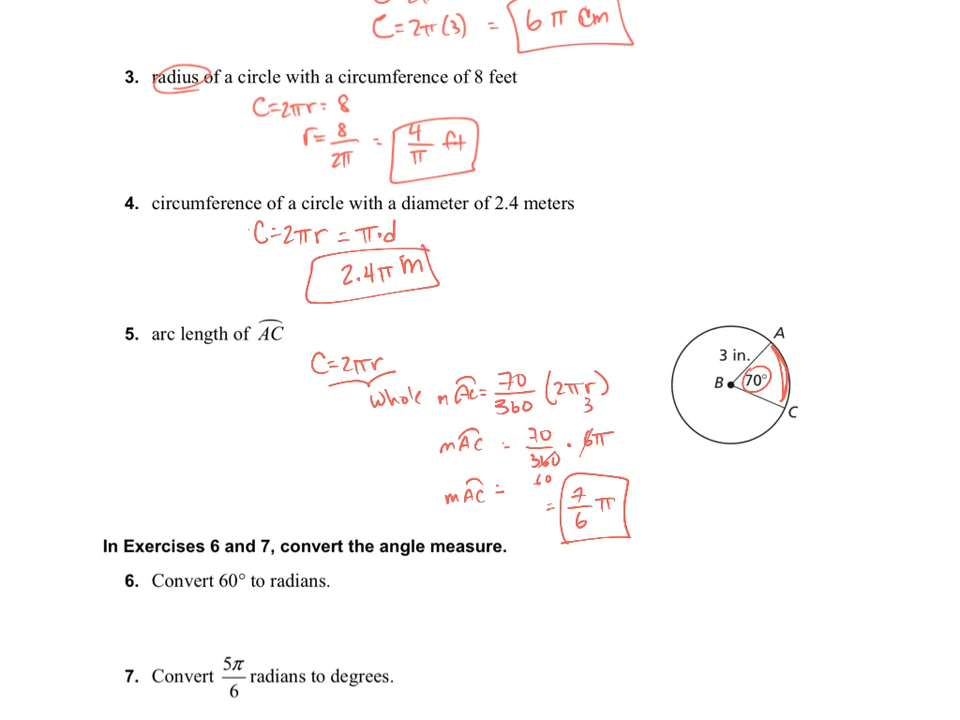 C=2π(3) = 6π cm
3. radius of a circle with a circumference of 8 feet
C=2πr=8
r= 8/2π = 4/π ft
4. circumference of a circle with a diameter of 2.4 meters
C=2πr = π·d
2.4π m
5. arc length of AC
A
3 in.
B 70°
C
C=2πr
Whole mAC= 70/360 (2πr)
3
mAC = 70/360 · 6π
60
mAC = = 7/6 π
In Exercises 6 and 7, convert the angle measure.
6. Convert 60° to radians.
7. Convert 5π/6 radians to degrees.